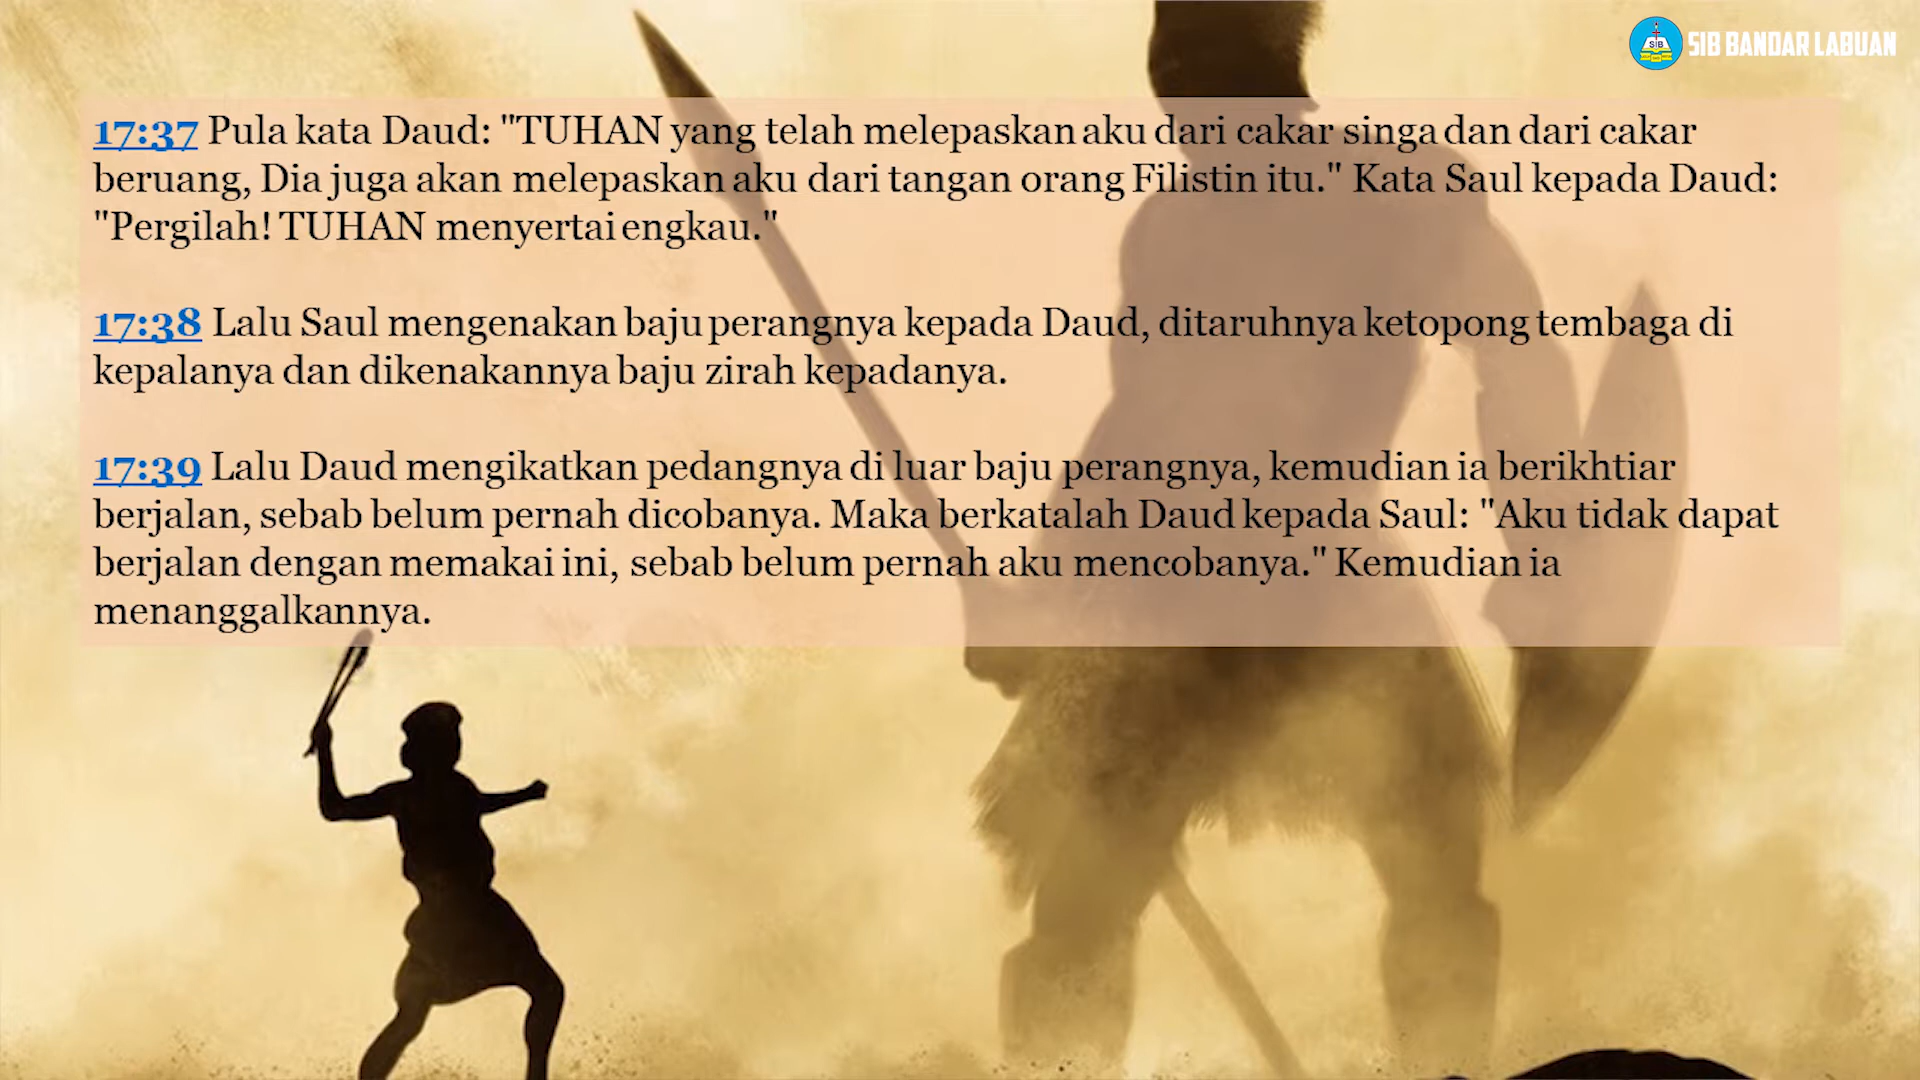 SIB BANDAR LABUAN
SIB
17:37 Pula kata Daud: "TUHAN yang telah melepaskan aku dari cakar singa dan dari cakar
beruang, Dia juga akan melepaskan aku dari tangan orang Filistin itu." Kata Saul kepada Daud:
"Pergilah! TUHAN menyertai engkau."
17:38 Lalu Saul mengenakan baju perangnya kepada Daud, ditaruhnya ketopong tembaga di
kepalanya dan dikenakannya baju zirah kepadanya.
17:39 Lalu Daud mengikatkan pedangnya di luar baju perangnya, kemudian ia berikhtiar
berjalan, sebab belum pernah dicobanya. Maka berkatalah Daud kepada Saul: "Aku tidak dapat
berjalan dengan memakai ini, sebab belum pernah aku mencobanya." Kemudian ia
menanggalkannya.